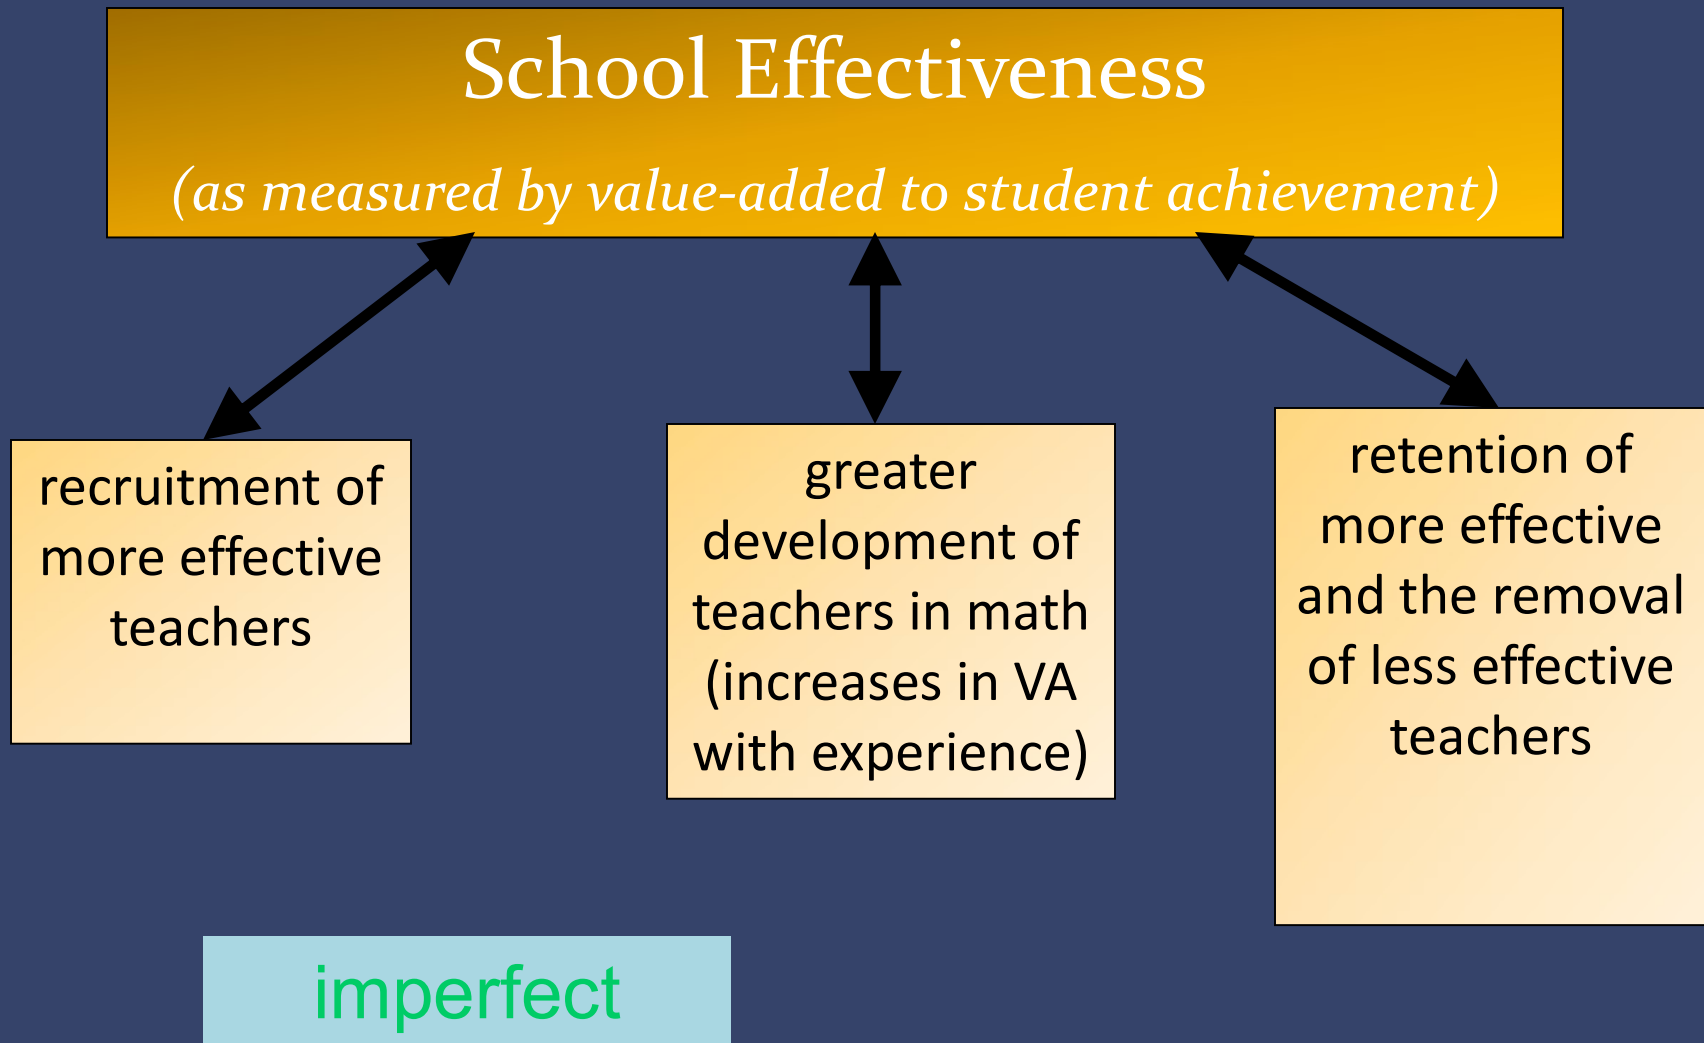 School Effectiveness
(as measured by value-added to student achievement)
recruitment of
more effective
teachers
greater
development of
teachers in math
(increases in VA
with experience)
retention of
more effective
and the removal
of less effective
teachers
imperfect